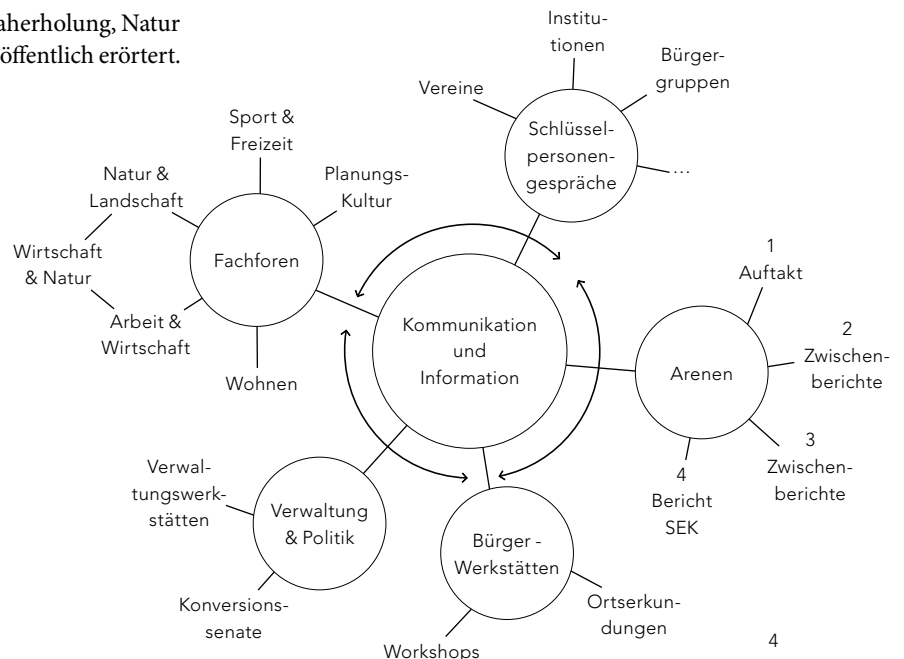 aherholung, Natur
öffentlich erörtert.
Institu-
tionen
Bürger-
gruppen
Vereine
Schlüssel-
personen-
gespräche
...
Sport &
Freizeit
Planungs-
Kultur
Natur &
Landschaft
Wirtschaft
& Natur
Arbeit &
Wirtschaft
Fachforen
Wohnen
Kommunikation
und
Information
1
Auftakt
2
Zwischen-
berichte
Arenen
3
Zwischen-
berichte
4
Bericht
SEK
Verwal-
tungswerk-
stätten
Verwaltung
& Politik
Konversions-
senate
Bürger -
Werkstätten
Ortserkun-
dungen
Workshops
4